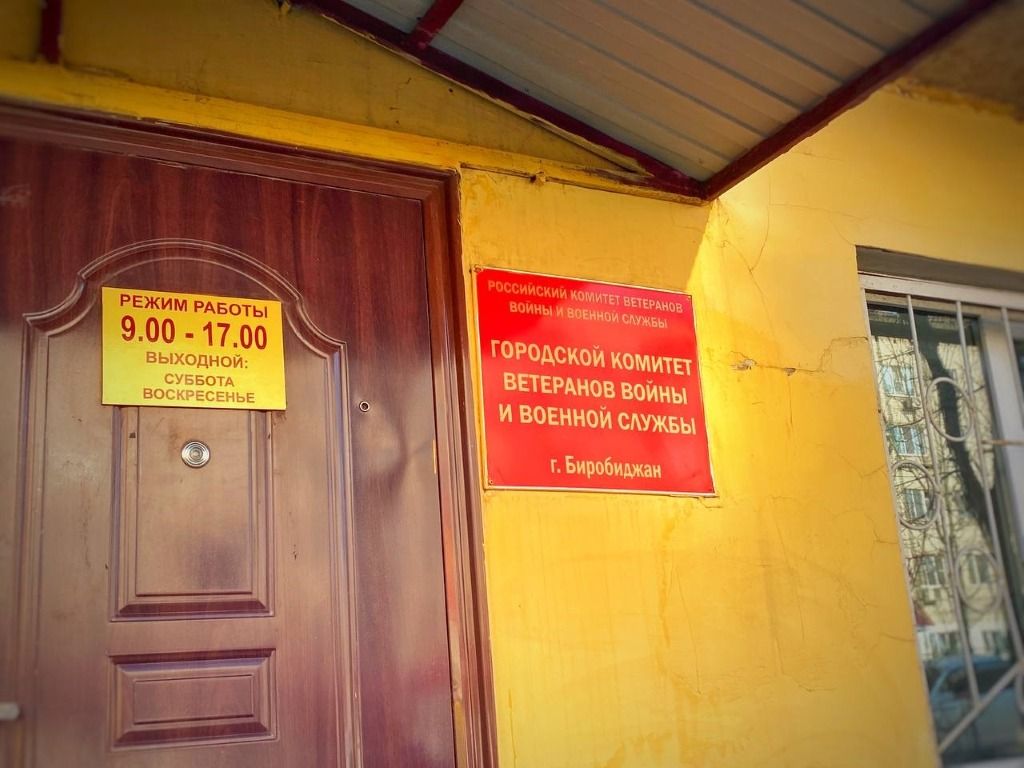 РЕЖИМ РАБОТЫ
9.00 - 17.00
ВЫХОДНОЙ:
СУББОТА
ВОСКРЕСЕНЬЕ
РОССИЙСКИЙ КОМИТЕТ ВЕТЕРАНОВ
ВОЙНЫ И ВОЕННОЙ СЛУЖБЫ
ГОРОДСКОЙ КОМИТЕТ
ВЕТЕРАНОВ ВОЙНЫ
И ВОЕННОЙ СЛУЖБЫ
г. Биробиджан